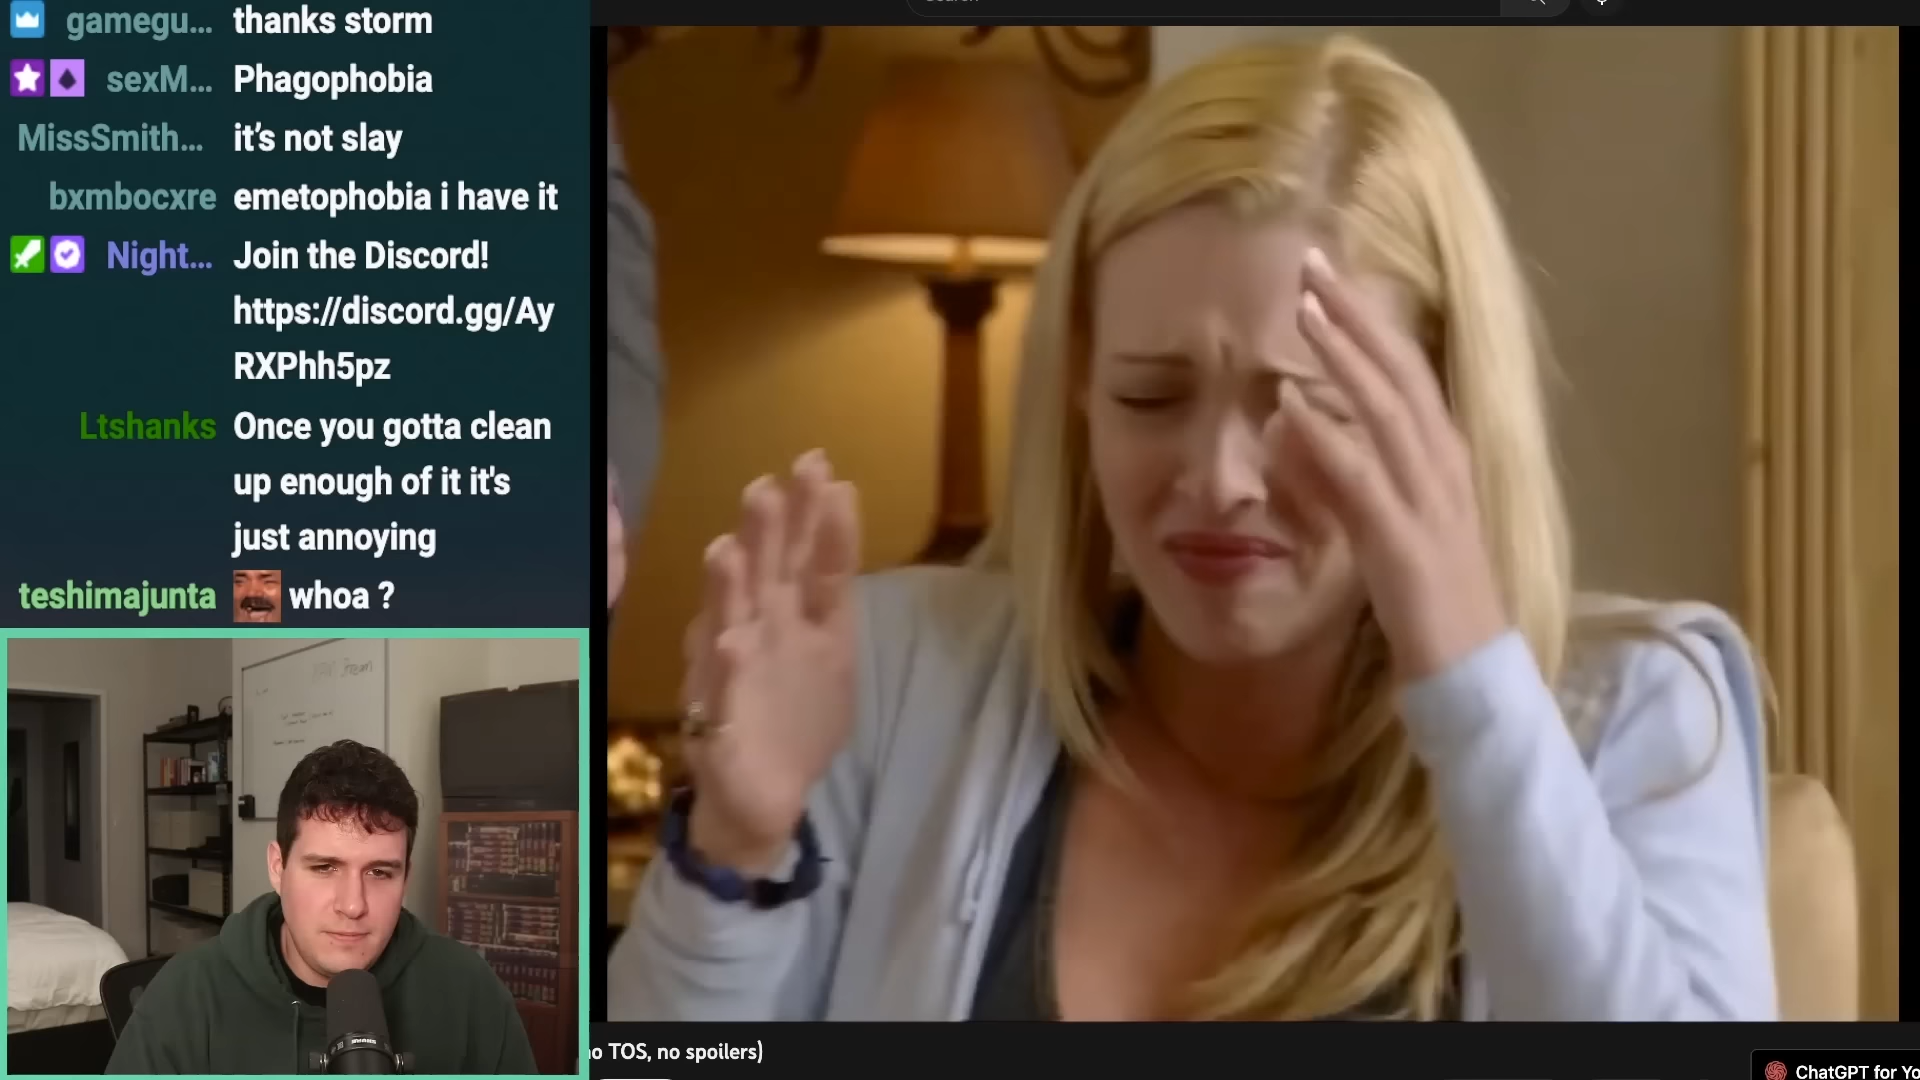 gamegu... thanks storm
sexM... Phagophobia
MissSmith... it’s not slay
bxmbocxre emetophobia i have it
Night... Join the Discord!
https://discord.gg/Ay
RXPhh5pz
Ltshanks Once you gotta clean
up enough of it it's
just annoying
teshimajunta whoa ?
no TOS, no spoilers)
ChatGPT for Yo